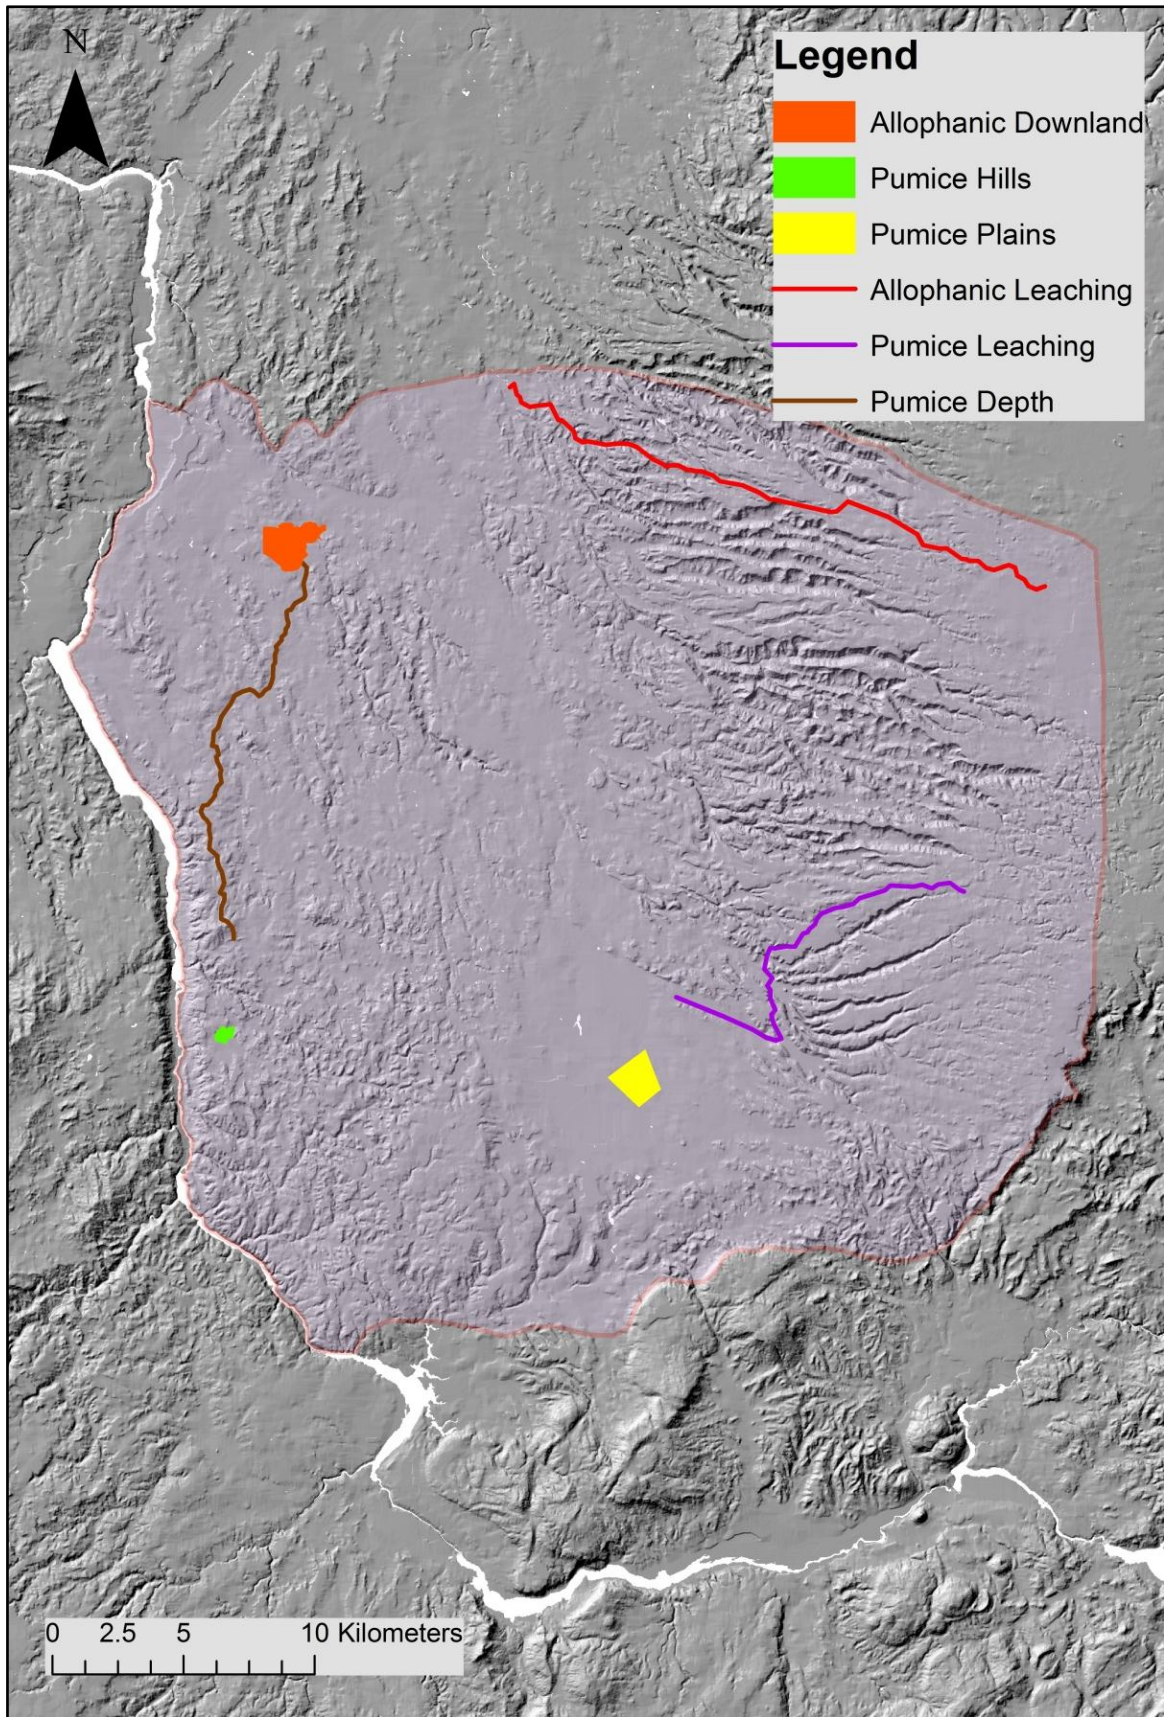 N
Legend
Allophanic Downland
Pumice Hills
Pumice Plains
Allophanic Leaching
Pumice Leaching
Pumice Depth
0 2.5 5 10 Kilometers